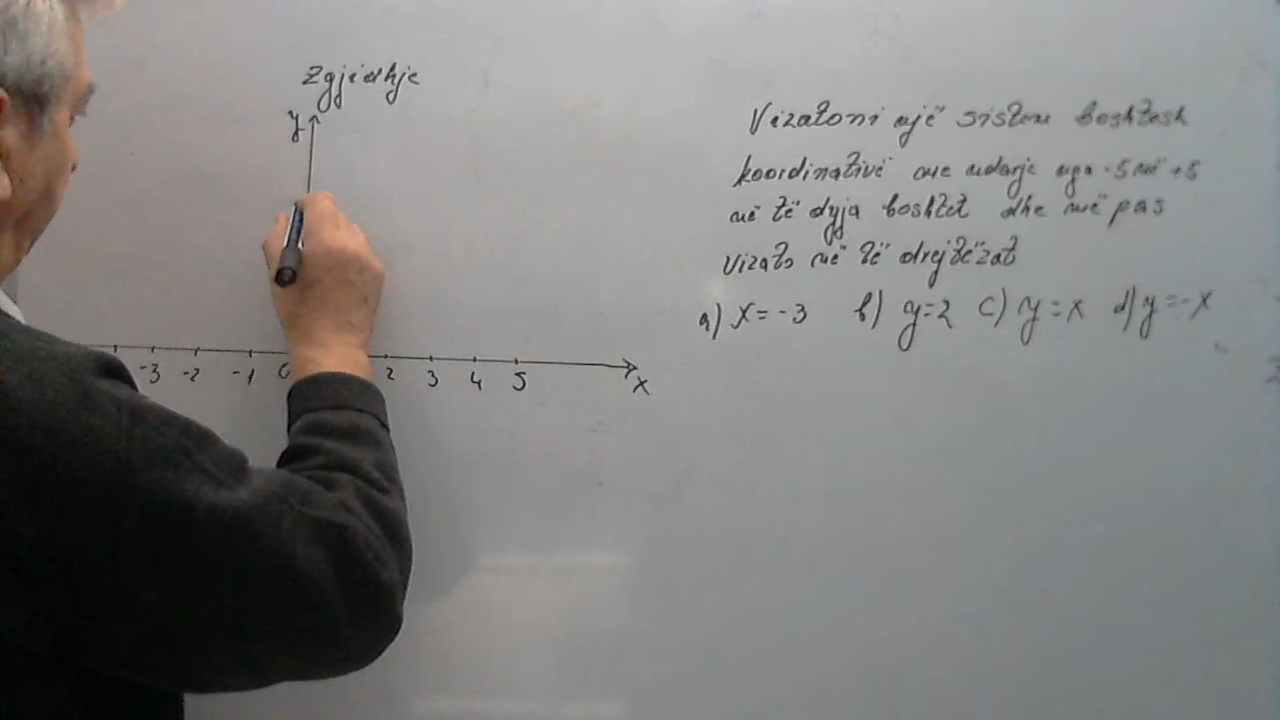 Zgjidhje
y
-3 -2 -1 0 2 3 4 5
x
Vizatoni një sistem boshtesh
koordinativë me ndarje nga -5 në +5
në të dyja boshtet dhe më pas
vizato në të drejtëzat
a) x = -3 b) y = 2 c) y = x d) y = -x